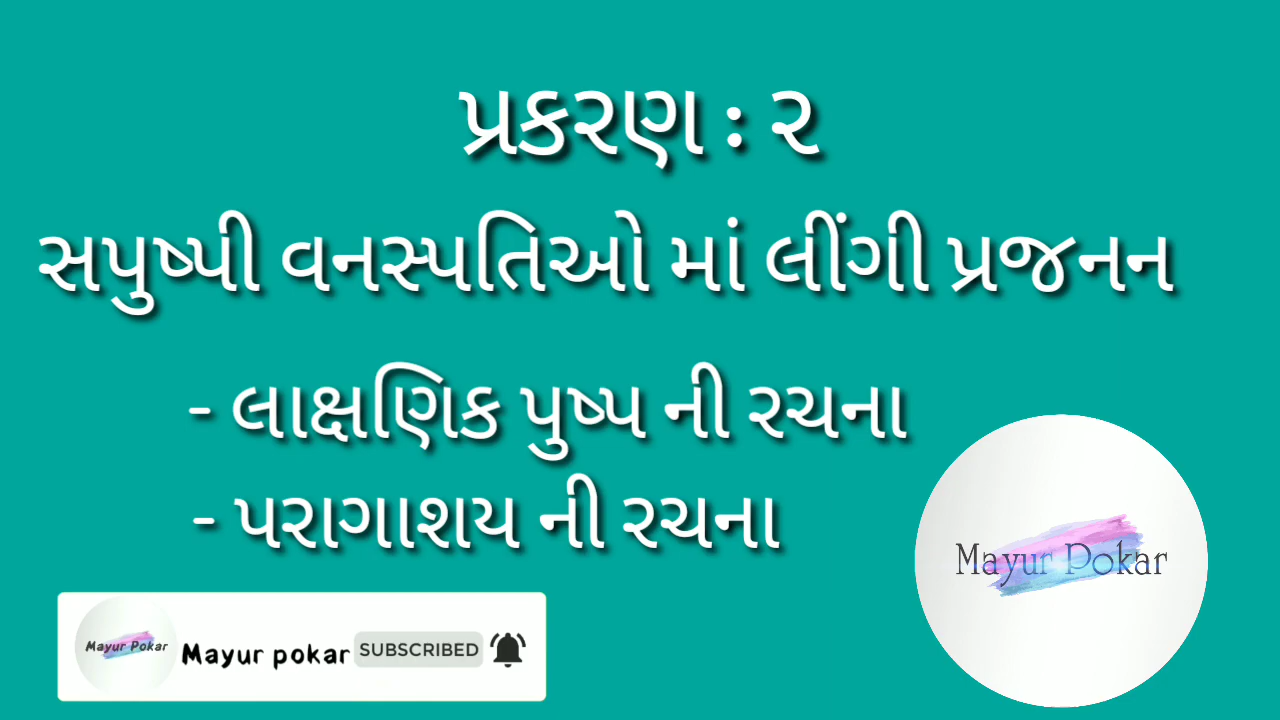 પ્રકરણ : ૨
સપુષ્પી વનસ્પતિઓ માં લીંગી પ્રજનન
- લાક્ષણિક પુષ્પ ની રચના
- પરાગાશય ની રચના
Mayur Pokar
Mayur Pokar
Mayur pokar
SUBSCRIBED